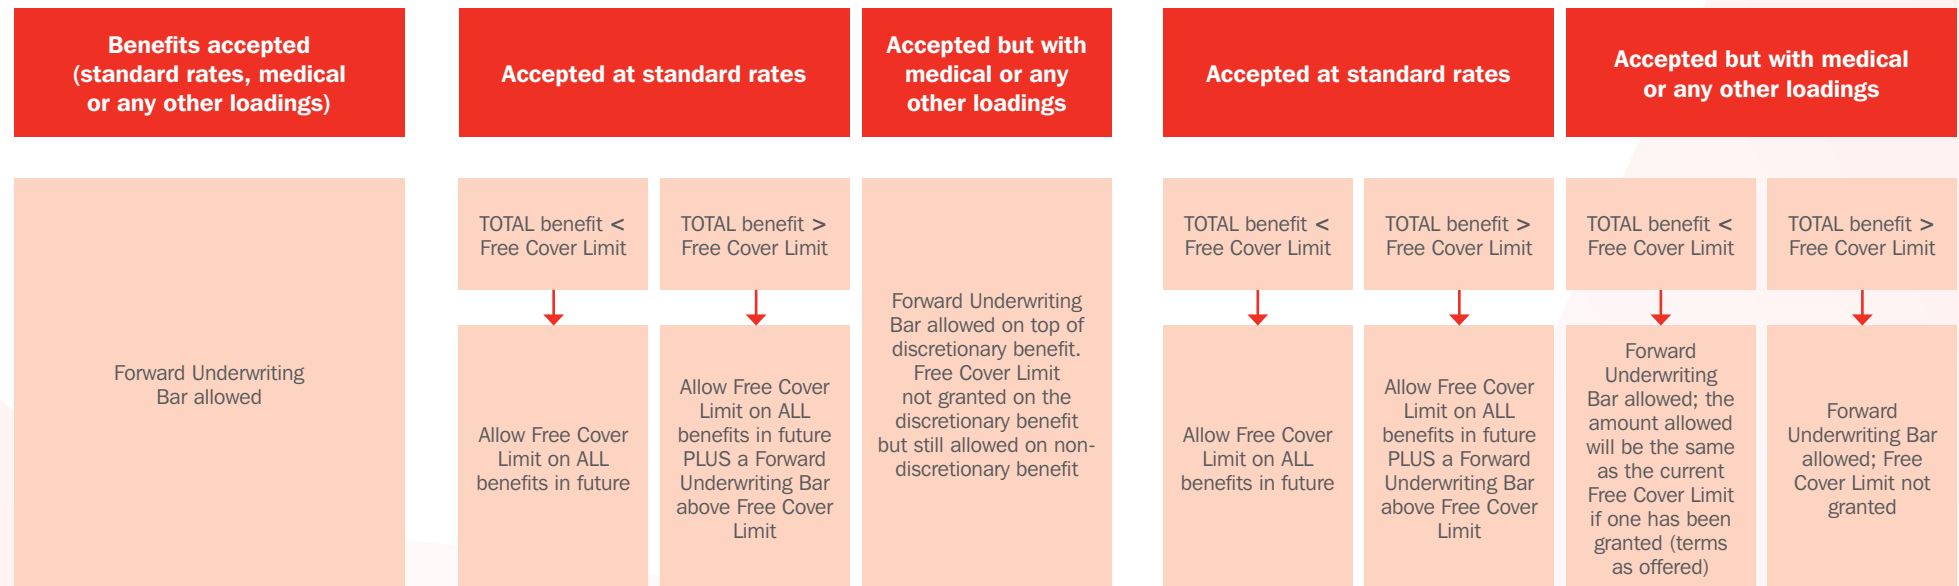 Benefits accepted
(standard rates, medical
or any other loadings)
Forward Underwriting
Bar allowed
Accepted at standard rates
TOTAL benefit <
Free Cover Limit
Allow Free Cover
Limit on ALL
benefits in future
TOTAL benefit >
Free Cover Limit
Allow Free Cover
Limit on ALL
benefits in future
PLUS a Forward
Underwriting Bar
above Free Cover
Limit
Accepted but with
medical or any
other loadings
Forward Underwriting
Bar allowed on top of
discretionary benefit.
Free Cover Limit
not granted on the
discretionary benefit
but still allowed on non-
discretionary benefit
Accepted at standard rates
TOTAL benefit <
Free Cover Limit
Allow Free Cover
Limit on ALL
benefits in future
TOTAL benefit >
Free Cover Limit
Allow Free Cover
Limit on ALL
benefits in future
PLUS a Forward
Underwriting Bar
above Free Cover
Limit
Accepted but with medical
or any other loadings
TOTAL benefit <
Free Cover Limit
Forward
Underwriting
Bar allowed; the
amount allowed
will be the same
as the current
Free Cover Limit
if one has been
granted (terms
as offered)
TOTAL benefit >
Free Cover Limit
Forward
Underwriting Bar
allowed; Free
Cover Limit not
granted